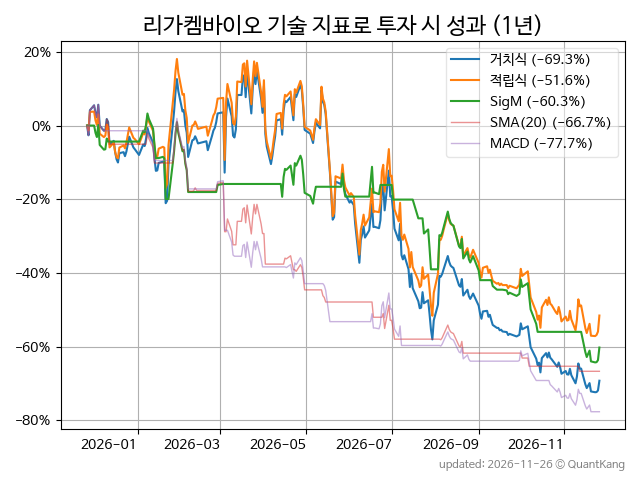 리가켐바이오 기술 지표로 투자 시 성과 (1년)
거치식 (−69.3%)
적립식 (−51.6%)
SigM (−60.3%)
SMA(20) (−66.7%)
MACD (−77.7%)
20%
0%
−20%
−40%
−60%
−80%
2026-01 2026-03 2026-05 2026-07 2026-09 2026-11
updated: 2026-11-26 © QuantKang